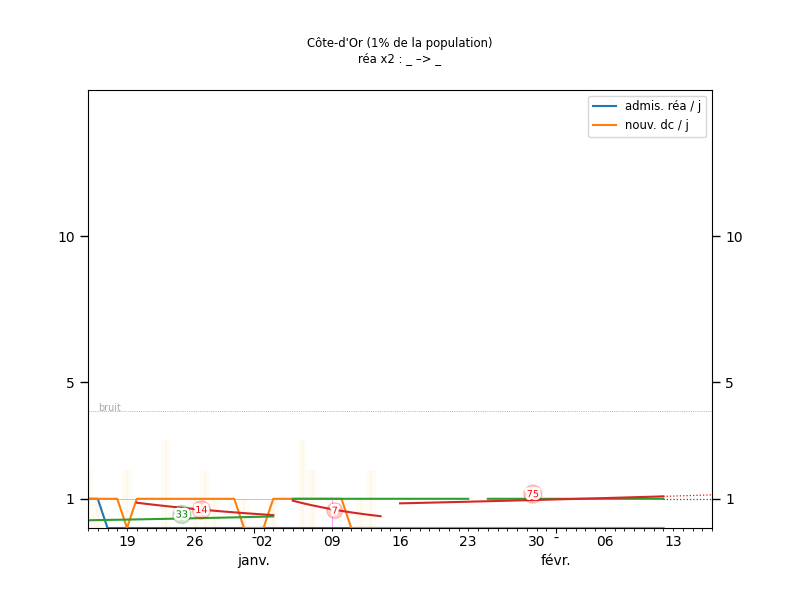 Côte-d'Or (1% de la population)
réa x2 : _ –> _
admis. réa / j
nouv. dc / j
10
10
5
5
bruit
75
33
14
7
1
1
19
26
02
09
16
23
30
06
13
janv.
févr.